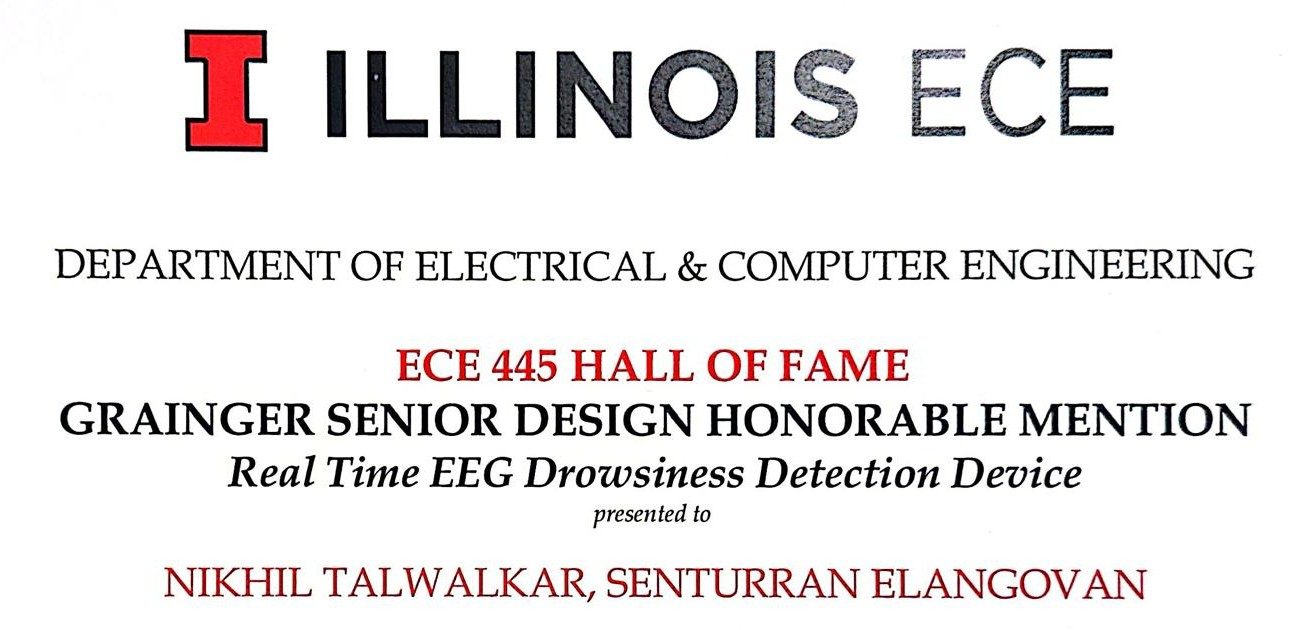 I ILLINOIS ECE
DEPARTMENT OF ELECTRICAL & COMPUTER ENGINEERING
ECE 445 HALL OF FAME
GRAINGER SENIOR DESIGN HONORABLE MENTION
Real Time EEG Drowsiness Detection Device
presented to
NIKHIL TALWALKAR, SENTURRAN ELANGOVAN